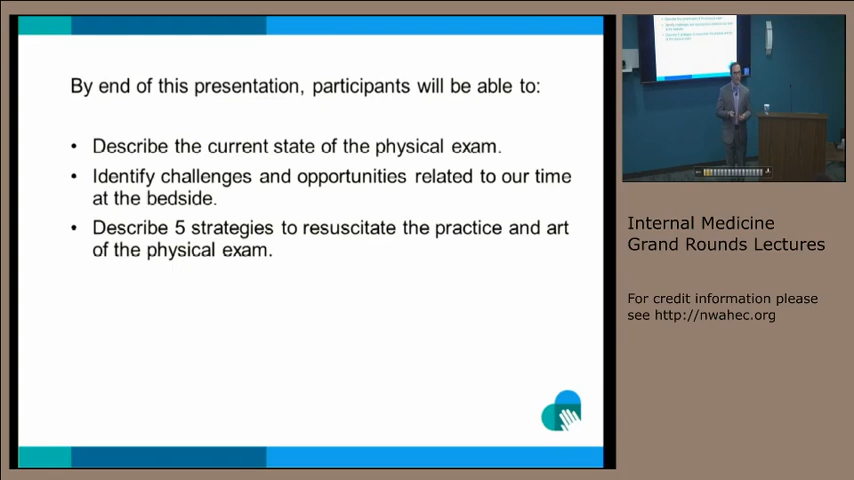 By end of this presentation, participants will be able to:
• Describe the current state of the physical exam.
• Identify challenges and opportunities related to our time
at the bedside.
• Describe 5 strategies to resuscitate the practice and art
of the physical exam.
Internal Medicine
Grand Rounds Lectures
For credit information please
see http://nwahec.org